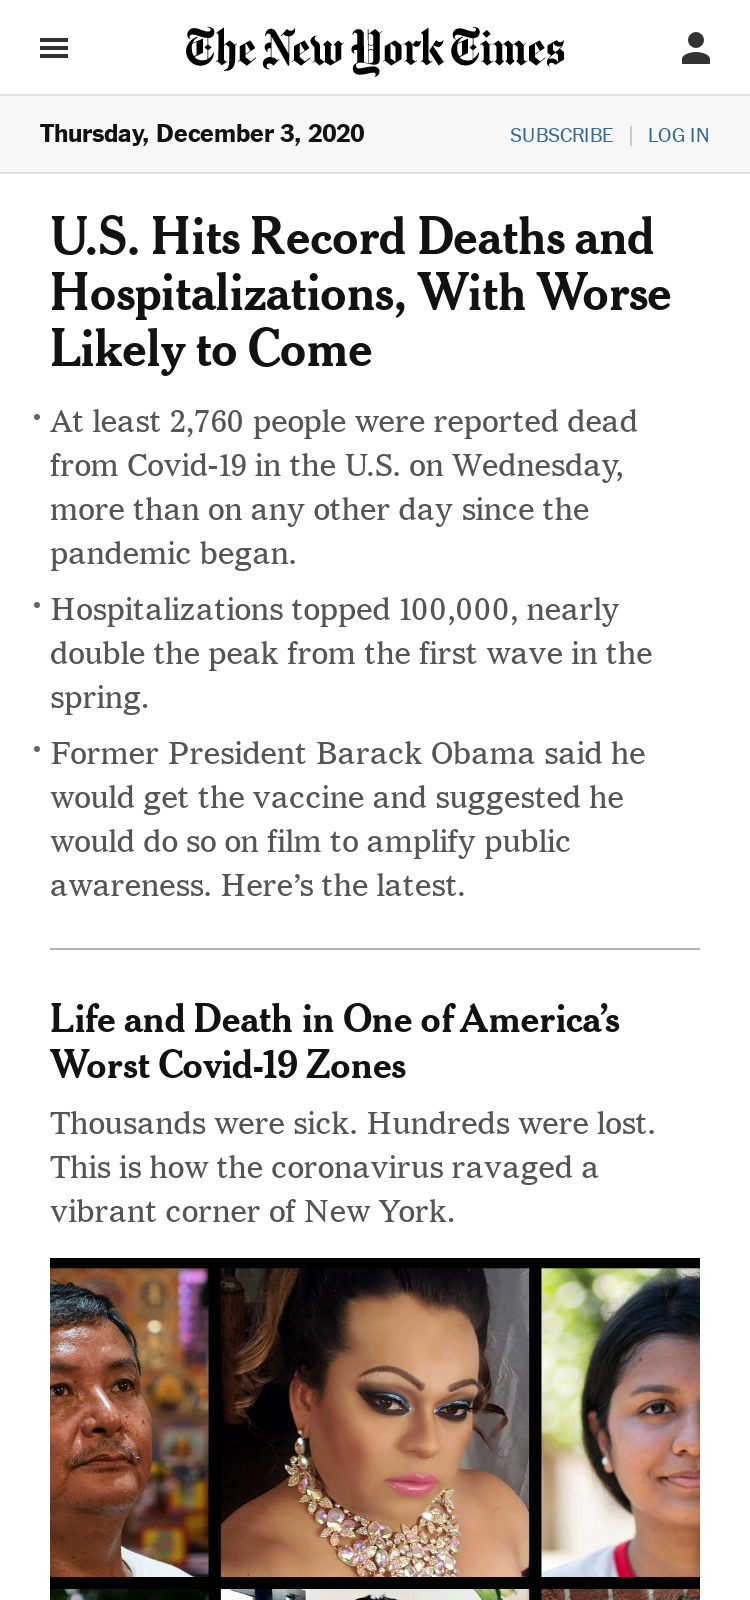 The New York Times
Thursday, December 3, 2020
SUBSCRIBE | LOG IN
U.S. Hits Record Deaths and
Hospitalizations, With Worse
Likely to Come
• At least 2,760 people were reported dead
from Covid-19 in the U.S. on Wednesday,
more than on any other day since the
pandemic began.
• Hospitalizations topped 100,000, nearly
double the peak from the first wave in the
spring.
• Former President Barack Obama said he
would get the vaccine and suggested he
would do so on film to amplify public
awareness. Here’s the latest.
Life and Death in One of America’s
Worst Covid-19 Zones
Thousands were sick. Hundreds were lost.
This is how the coronavirus ravaged a
vibrant corner of New York.